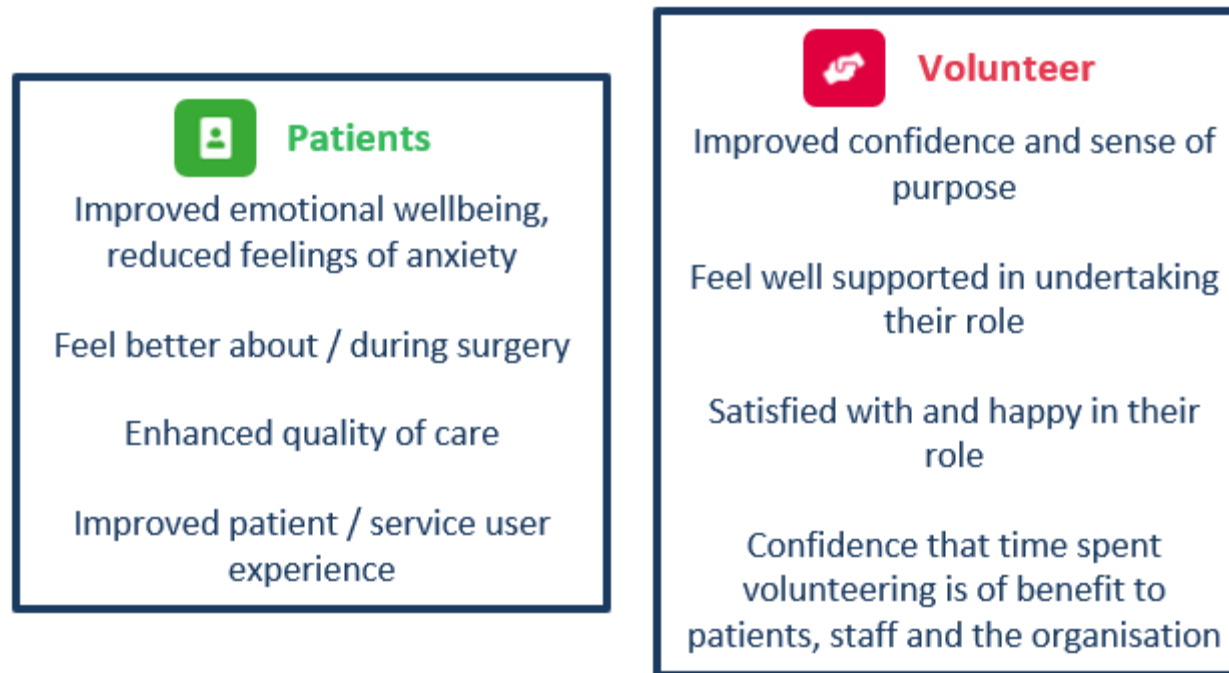 Patients
Improved emotional wellbeing,
reduced feelings of anxiety
Feel better about / during surgery
Enhanced quality of care
Improved patient / service user
experience
Volunteer
Improved confidence and sense of
purpose
Feel well supported in undertaking
their role
Satisfied with and happy in their
role
Confidence that time spent
volunteering is of benefit to
patients, staff and the organisation